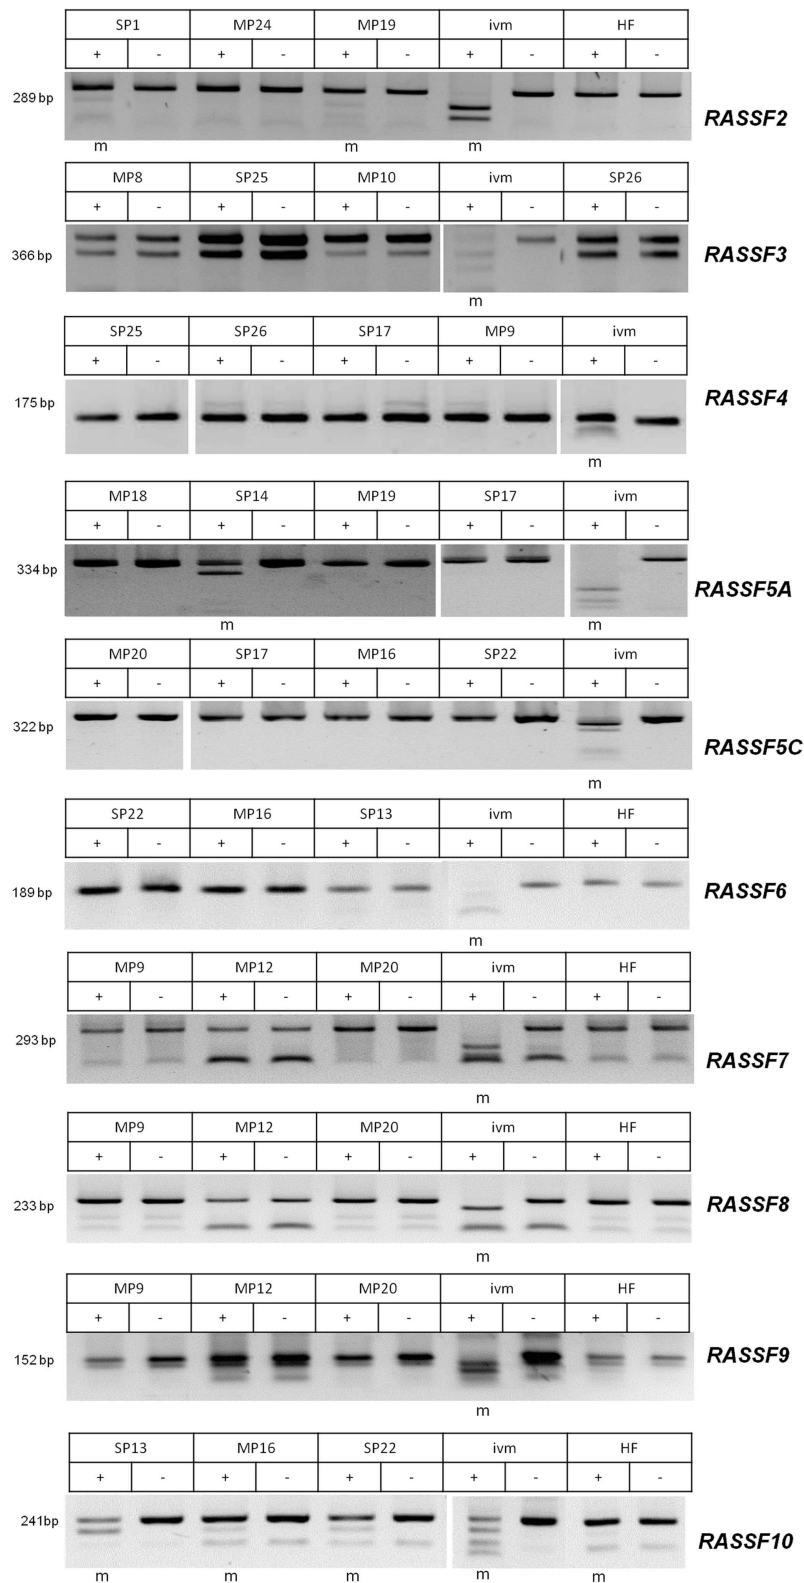 SP1 MP24 MP19 ivm HF
+ - + - + - + - + -
289 bp
RASSF2
m m m
MP8 SP25 MP10 ivm SP26
+ - + - + - + - + -
366 bp
RASSF3
m
SP25 SP26 SP17 MP9 ivm
+ - + - + - + - + -
175 bp
RASSF4
m
MP18 SP14 MP19 SP17 ivm
+ - + - + - + - + -
334 bp
RASSF5A
m m
MP20 SP17 MP16 SP22 ivm
+ - + - + - + - + -
322 bp
RASSF5C
m
SP22 MP16 SP13 ivm HF
+ - + - + - + - + -
189 bp
RASSF6
m
MP9 MP12 MP20 ivm HF
+ - + - + - + - + -
293 bp
RASSF7
m
MP9 MP12 MP20 ivm HF
+ - + - + - + - + -
233 bp
RASSF8
m
MP9 MP12 MP20 ivm HF
+ - + - + - + - + -
152 bp
RASSF9
m
SP13 MP16 SP22 ivm HF
+ - + - + - + - + -
241bp
RASSF10
m m m m m